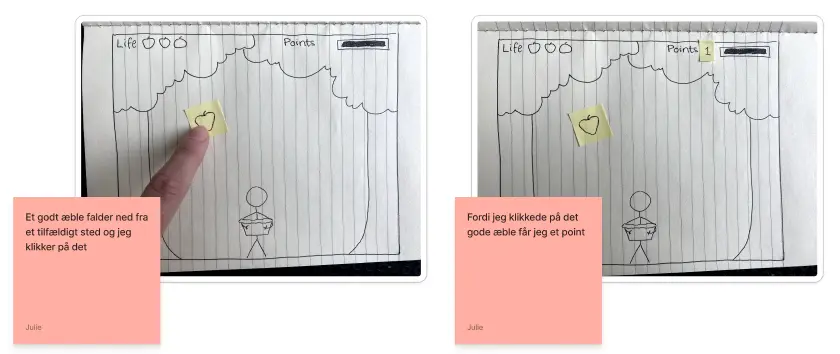 Life
Points
Life
Points 1
Et godt æble falder ned fra
et tilfældigt sted og jeg
klikker på det
Julie
Fordi jeg klikkede på det
gode æble får jeg et point
Julie